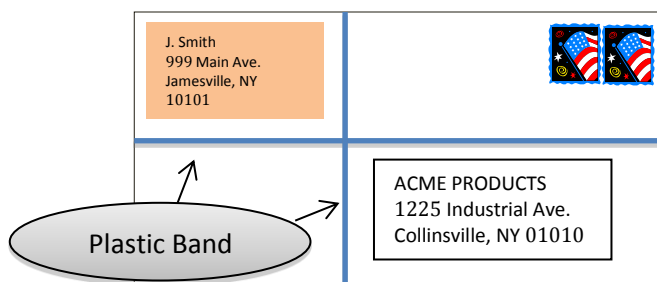 J. Smith
999 Main Ave.
Jamesville, NY
10101
ACME PRODUCTS
1225 Industrial Ave.
Collinsville, NY 01010
Plastic Band